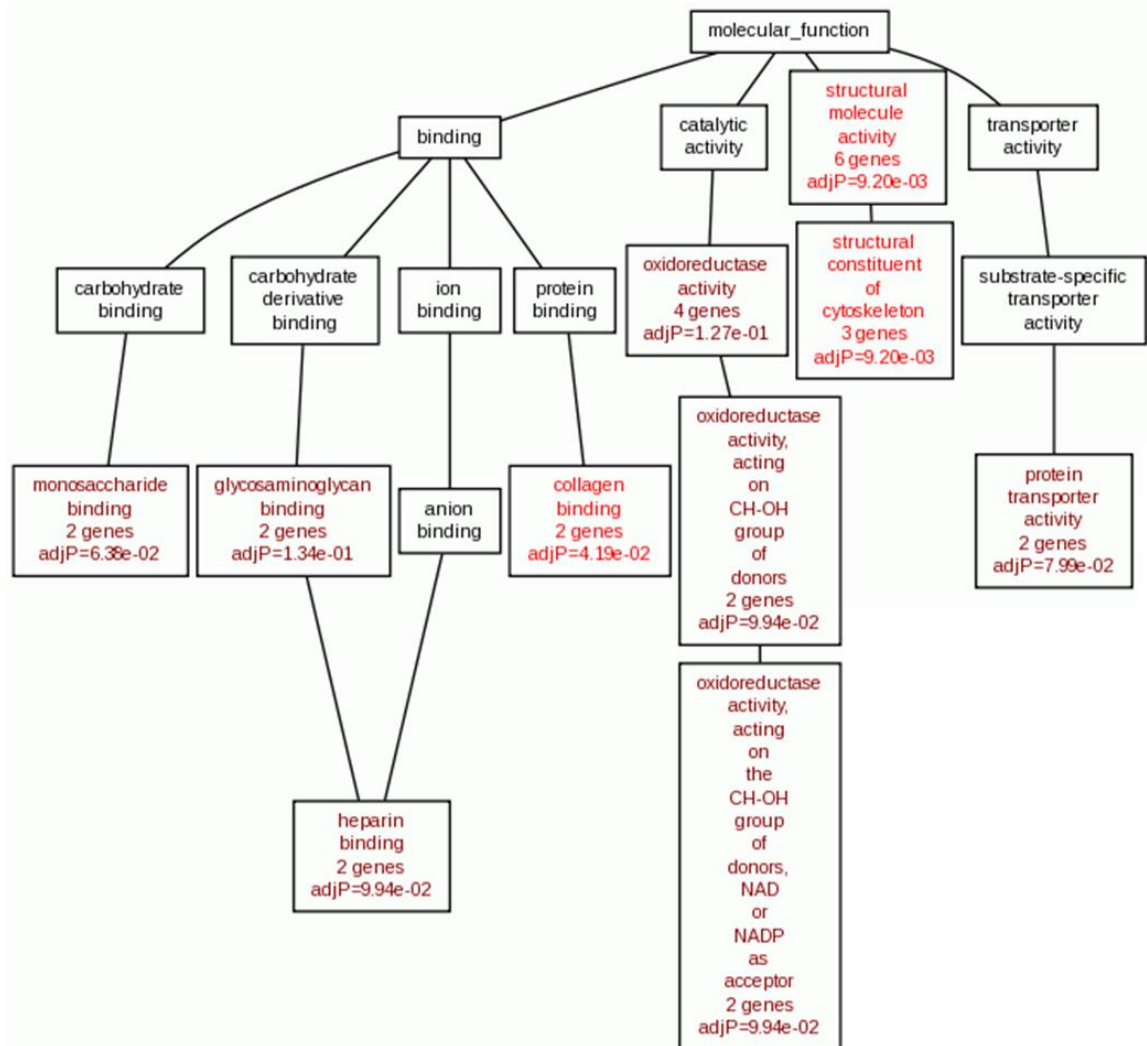 molecular_function
binding
catalytic
activity
structural
molecule
activity
6 genes
adjP=9.20e-03
transporter
activity
carbohydrate
binding
carbohydrate
derivative
binding
ion
binding
protein
binding
oxidoreductase
activity
4 genes
adjP=1.27e-01
structural
constituent
of
cytoskeleton
3 genes
adjP=9.20e-03
substrate-specific
transporter
activity
monosaccharide
binding
2 genes
adjP=6.38e-02
glycosaminoglycan
binding
2 genes
adjP=1.34e-01
anion
binding
collagen
binding
2 genes
adjP=4.19e-02
oxidoreductase
activity,
acting
on
CH-OH
group
of
donors
2 genes
adjP=9.94e-02
protein
transporter
activity
2 genes
adjP=7.99e-02
heparin
binding
2 genes
adjP=9.94e-02
oxidoreductase
activity,
acting
on
the
CH-OH
group
of
donors,
NAD
or
NADP
as
acceptor
2 genes
adjP=9.94e-02